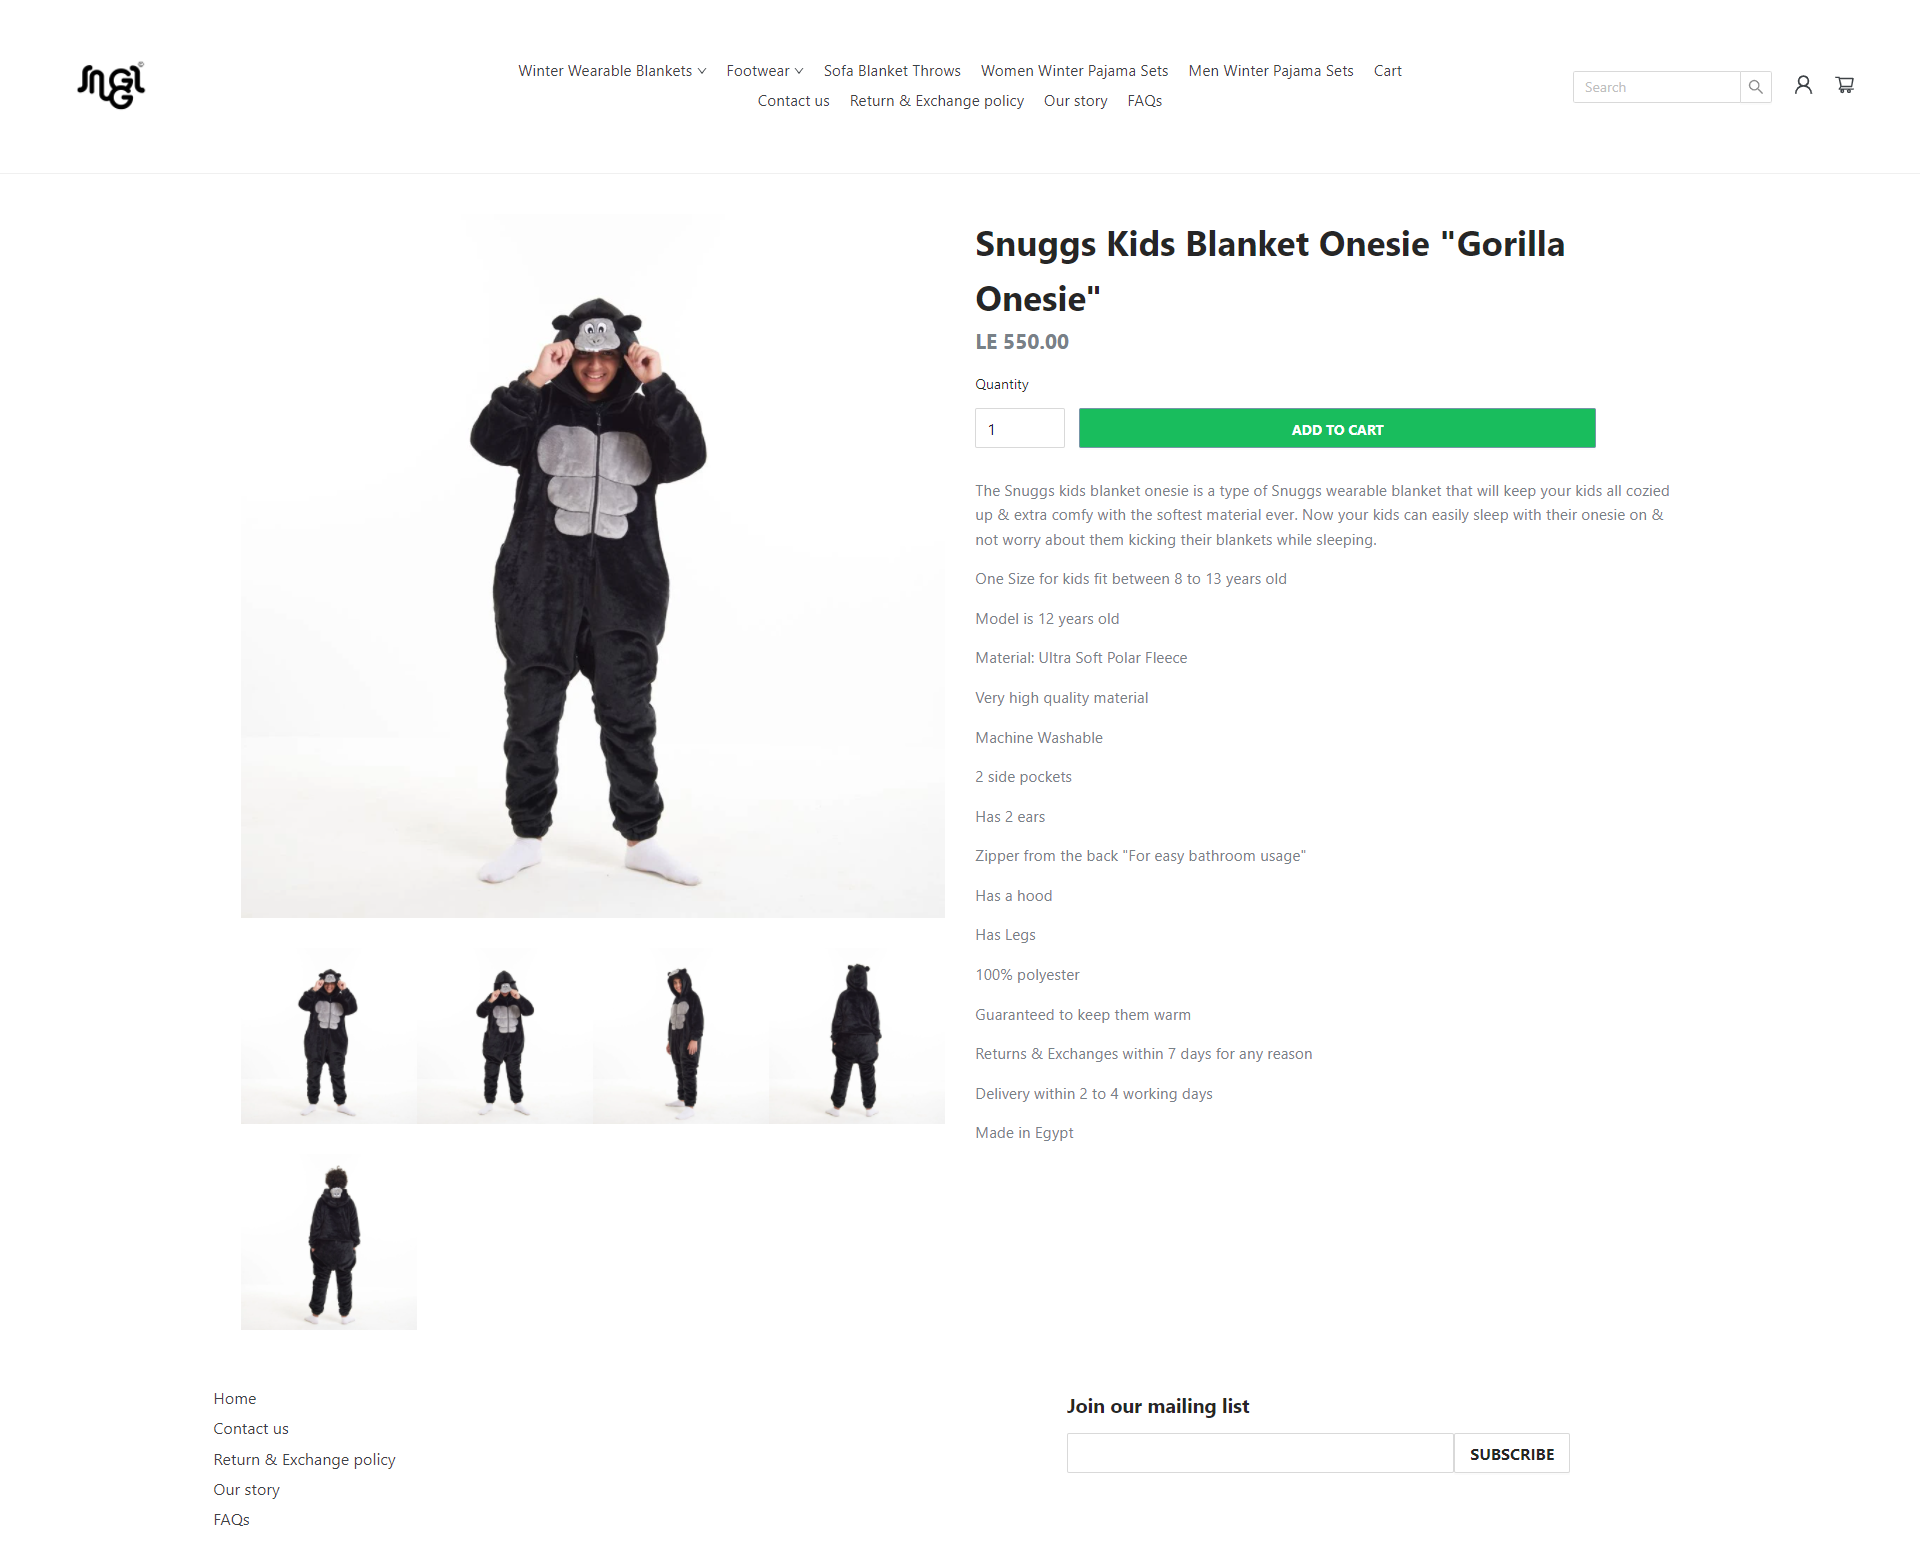 Winter Wearable Blankets Footwear Sofa Blanket Throws Women Winter Pajama Sets Men Winter Pajama Sets Cart
Contact us Return & Exchange policy Our story FAQs
Search
Snuggs Kids Blanket Onesie "Gorilla
Onesie"
LE 550.00
Quantity
1
ADD TO CART
The Snuggs kids blanket onesie is a type of Snuggs wearable blanket that will keep your kids all cozied
up & extra comfy with the softest material ever. Now your kids can easily sleep with their onesie on &
not worry about them kicking their blankets while sleeping.
One Size for kids fit between 8 to 13 years old
Model is 12 years old
Material: Ultra Soft Polar Fleece
Very high quality material
Machine Washable
2 side pockets
Has 2 ears
Zipper from the back "For easy bathroom usage"
Has a hood
Has Legs
100% polyester
Guaranteed to keep them warm
Returns & Exchanges within 7 days for any reason
Delivery within 2 to 4 working days
Made in Egypt
Home
Contact us
Return & Exchange policy
Our story
FAQs
Join our mailing list
SUBSCRIBE